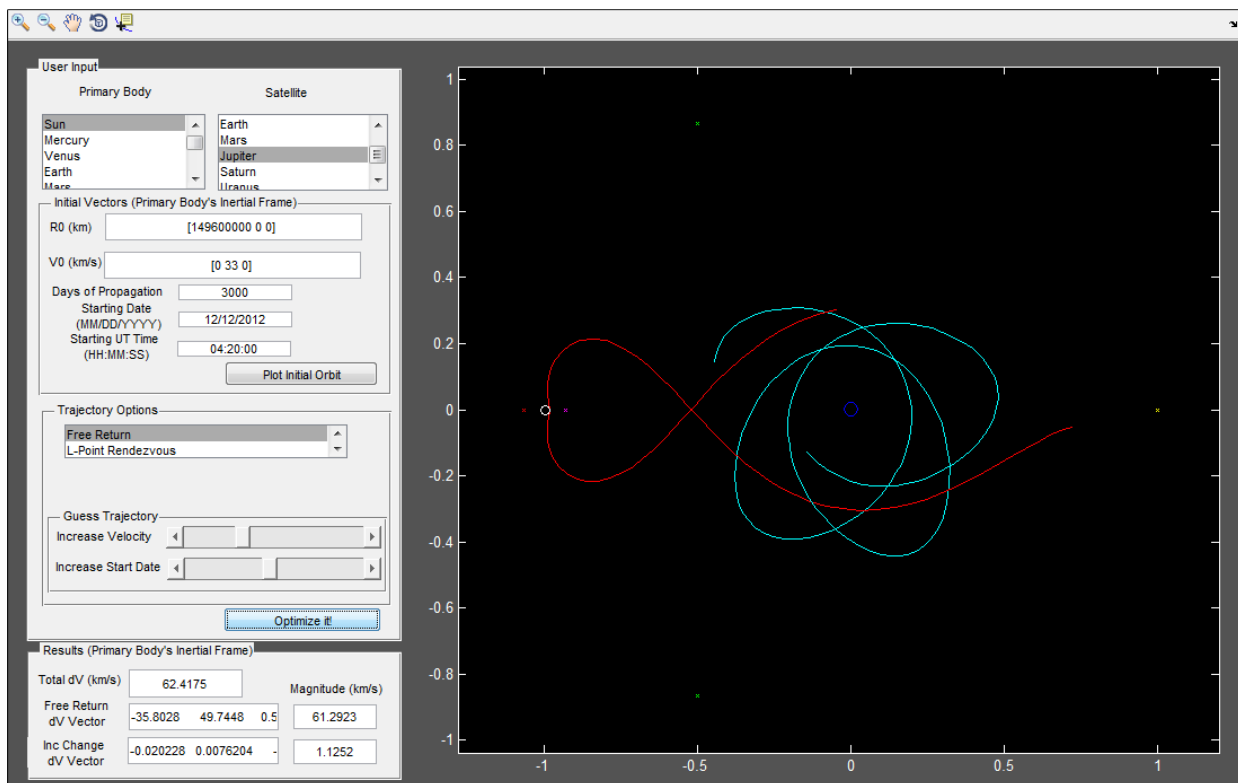 User Input
Primary Body
Satellite
Sun
Mercury
Venus
Earth
Mars
Earth
Mars
Jupiter
Saturn
Uranus
Initial Vectors (Primary Body's Inertial Frame)
R0 (km)
[149600000 0 0]
V0 (km/s)
[0 33 0]
Days of Propagation
3000
Starting Date
(MM/DD/YYYY)
12/12/2012
Starting UT Time
(HH:MM:SS)
04:20:00
Plot Initial Orbit
Trajectory Options
Free Return
L-Point Rendezvous
Guess Trajectory
Increase Velocity
Increase Start Date
Optimize it!
Results (Primary Body's Inertial Frame)
Total dV (km/s)
62.4175
Magnitude (km/s)
Free Return
dV Vector
-35.8028 49.7448 0.5
61.2923
Inc Change
dV Vector
-0.020228 0.0076204 -
1.1252
1
0.8
0.6
0.4
0.2
0
-0.2
-0.4
-0.6
-0.8
-1
-1 -0.5 0 0.5 1